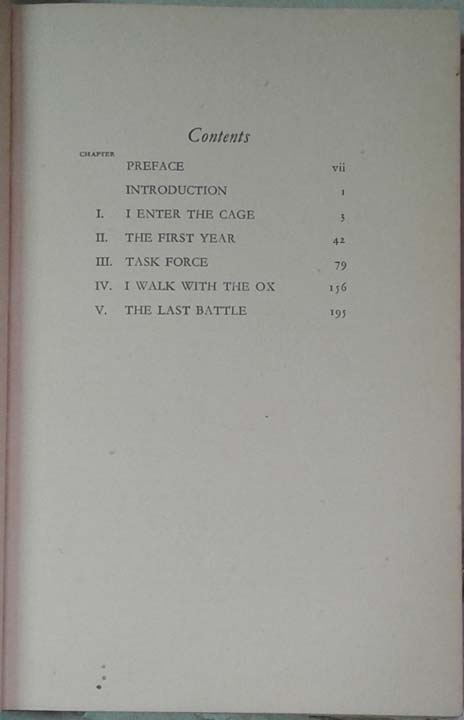 Contents
CHAPTER
PREFACE vii
INTRODUCTION 1
I. I ENTER THE CAGE 3
II. THE FIRST YEAR 42
III. TASK FORCE 79
IV. I WALK WITH THE OX 156
V. THE LAST BATTLE 195